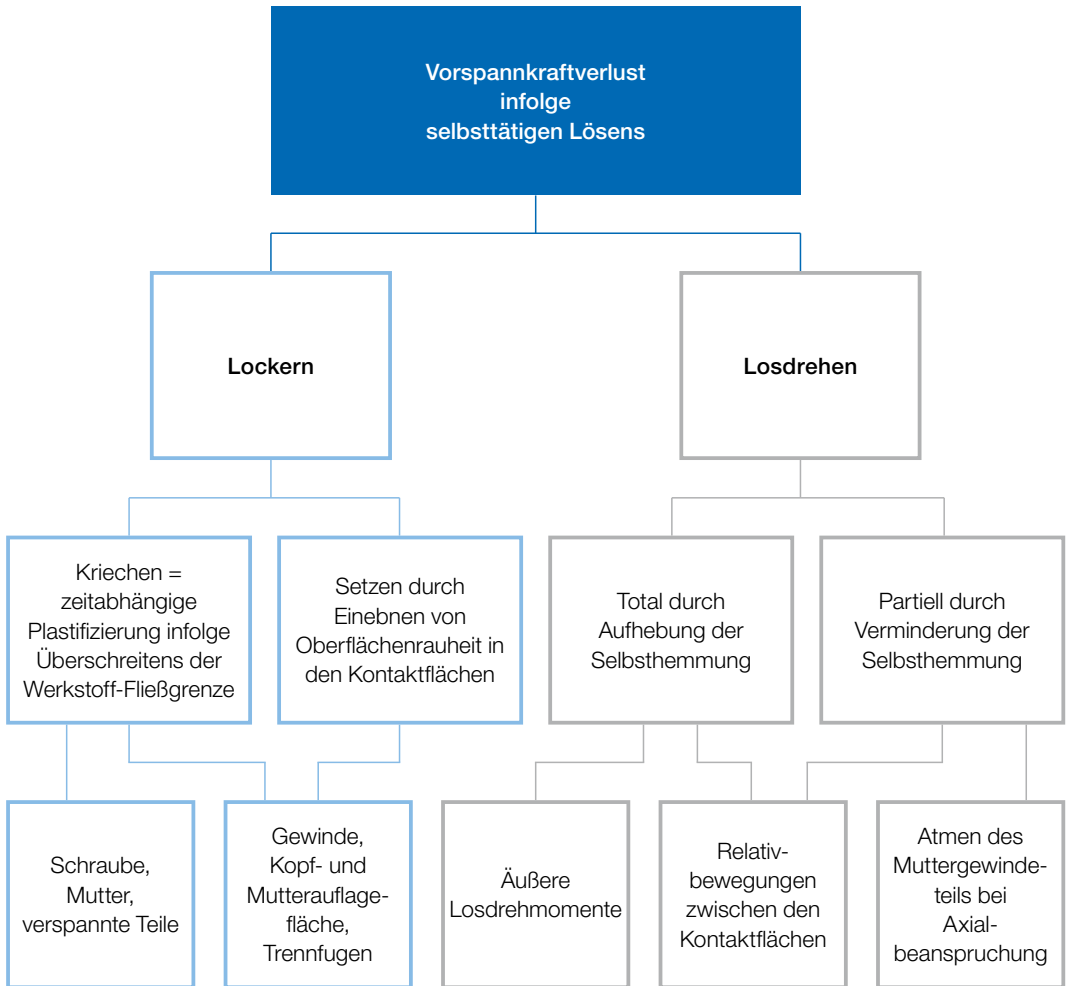 Vorspannkraftverlust
infolge
selbsttätigen Lösens
Lockern
Losdrehen
Kriechen =
zeitabhängige
Plastifizierung infolge
Überschreitens der
Werkstoff-Fließgrenze
Setzen durch
Einebnen von
Oberflächenrauheit in
den Kontaktflächen
Total durch
Aufhebung der
Selbsthemmung
Partiell durch
Verminderung der
Selbsthemmung
Schraube,
Mutter,
verspannte Teile
Gewinde,
Kopf- und
Mutterauflage-
fläche,
Trennfugen
Äußere
Losdrehmomente
Relativ-
bewegungen
zwischen den
Kontaktflächen
Atmen des
Muttergewinde-
teils bei
Axial-
beanspruchung